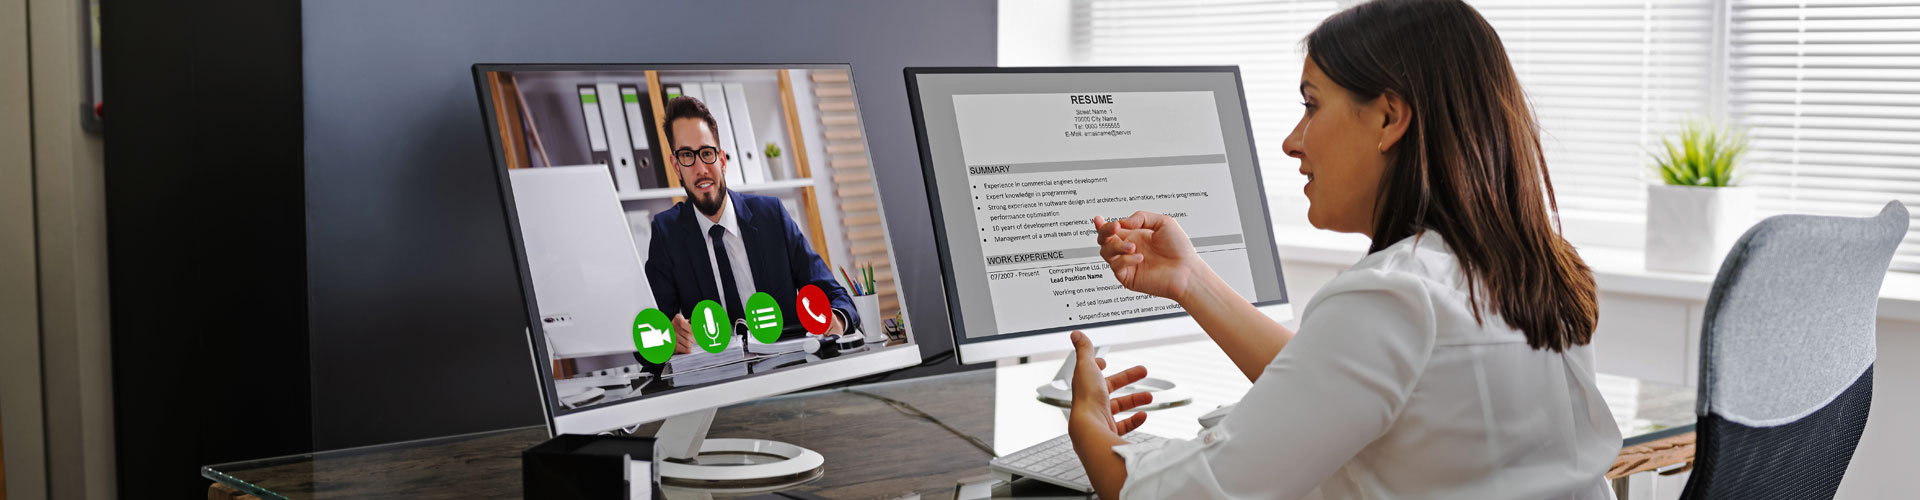 RESUME
Street Name 1
70000 City Name
Tel: 0000 5555555
E-Mail: emailname@server
SUMMARY
• Experience in commercial engines development
• Expert knowledge in programming
• Strong experience in software design and architecture, animation, network programming,
performance optimization
• 10 years of development experience.
• Management of a small team of
WORK EXPERIENCE
07/2007 - Present Company Name Ltd.
Lead Position Name
Working on new innovative
• Sed sed ipsum et tortor ornare
• Suspendisse nec urna sit amet arcu